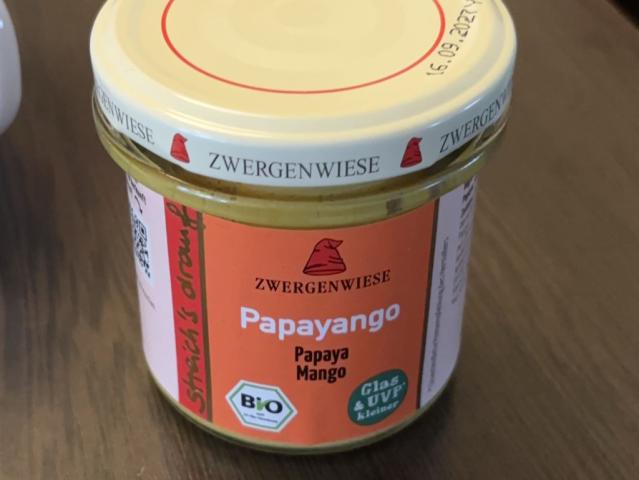 16.09.2027
ZWERGENWIESE
ZWERGENWIESE
ZWERGENWIESE
streich's drauf
ZWERGENWIESE
Papayango
Papaya
Mango
Bio
Glas
& UVP
kleiner